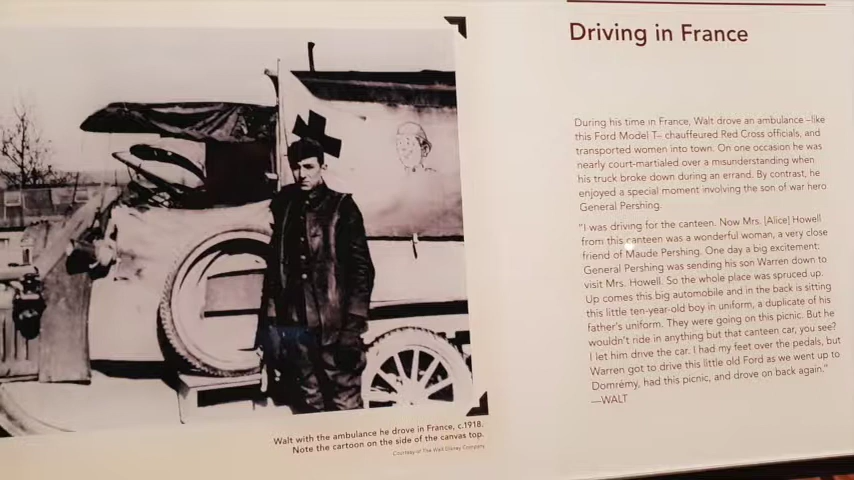 Driving in France
During his time in France, Walt drove an ambulance –like
this Ford Model T– chauffeured Red Cross officials, and
transported women into town. On one occasion he was
nearly court-martialed over a misunderstanding when
his truck broke down during an errand. By contrast, he
enjoyed a special moment involving the son of war hero
General Pershing.
"I was driving for the canteen. Now Mrs. [Alice] Howell
from this canteen was a wonderful woman, a very close
friend of Maude Pershing. One day a big excitement:
General Pershing was sending his son Warren down to
visit Mrs. Howell. So the whole place was spruced up.
Up comes this big automobile and in the back is sitting
this little ten-year-old boy in uniform, a duplicate of his
father's uniform. They were going on this picnic. But he
wouldn't ride in anything but that canteen car, you see?
I let him drive the car. I had my feet over the pedals, but
Warren got to drive this little old Ford as we went up to
Domrémy, had this picnic, and drove on back again."
—WALT
Walt with the ambulance he drove in France, c.1918.
Note the cartoon on the side of the canvas top.
Courtesy of The Walt Disney Company